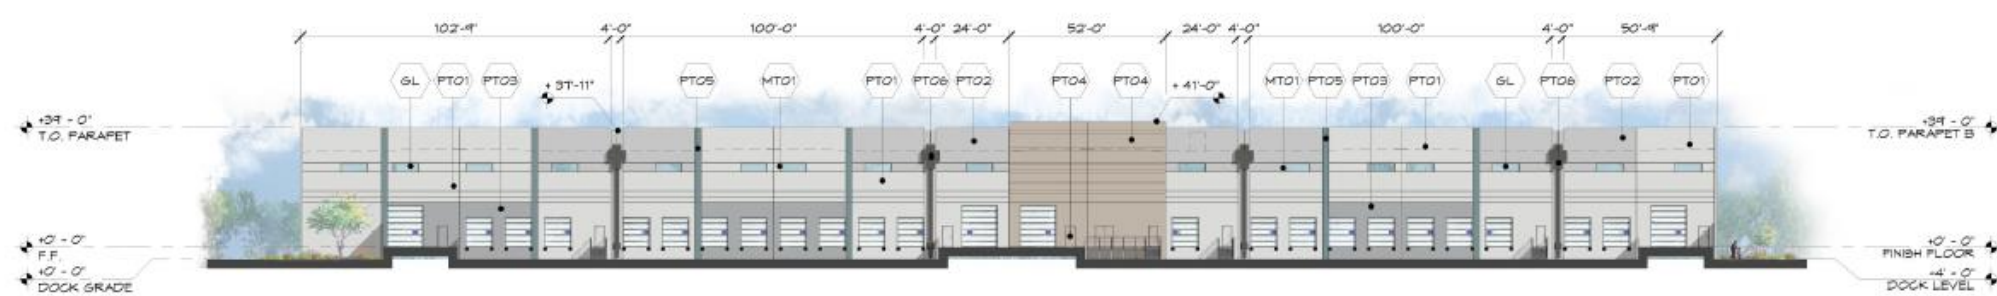 102'-9" 4'-0" 100'-0" 4'-0" 24'-0" 52'-0" 24'-0" 4'-0" 100'-0" 4'-0" 50'-9"
GL PT01 PT03 PT05 MT01 PT01 PT06 PT02 PT04 PT04 MT01 PT05 PT03 PT01 GL PT06 PT02 PT01
+ 37'-11" + 41'-0"
+39' - 0"
T.O. PARAPET
+39' - 0"
T.O. PARAPET B
+0' - 0"
F.F.
+0' - 0"
DOCK GRADE
+0' - 0"
FINISH FLOOR
-4' - 0"
DOCK LEVEL